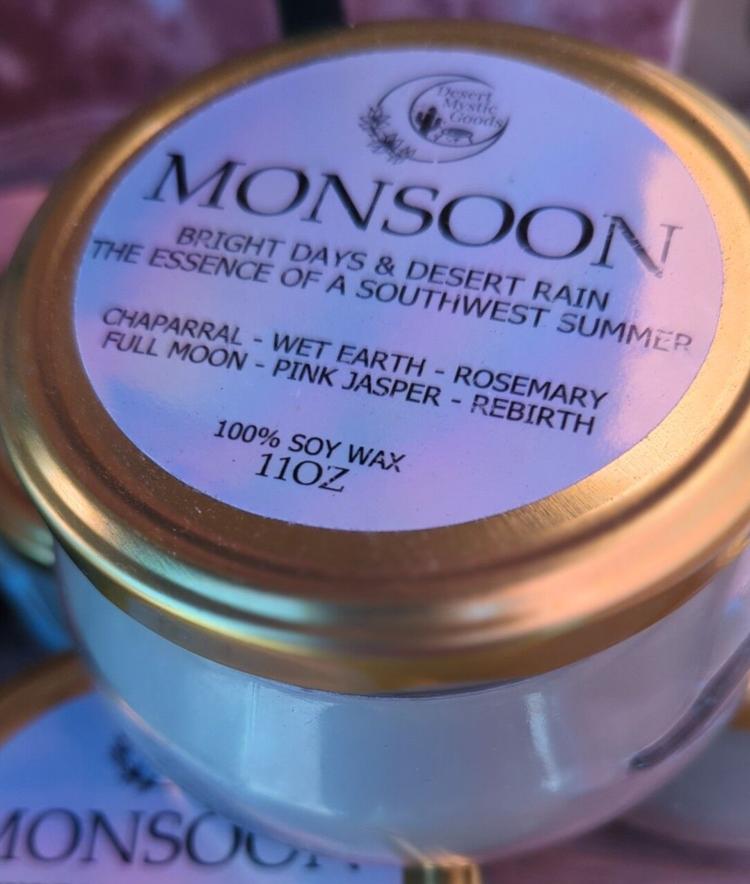 Desert
Mystic
Goods
MONSOON
BRIGHT DAYS & DESERT RAIN
THE ESSENCE OF A SOUTHWEST SUMMER
CHAPARRAL - WET EARTH - ROSEMARY
FULL MOON - PINK JASPER - REBIRTH
100% SOY WAX
11OZ
MONSOON